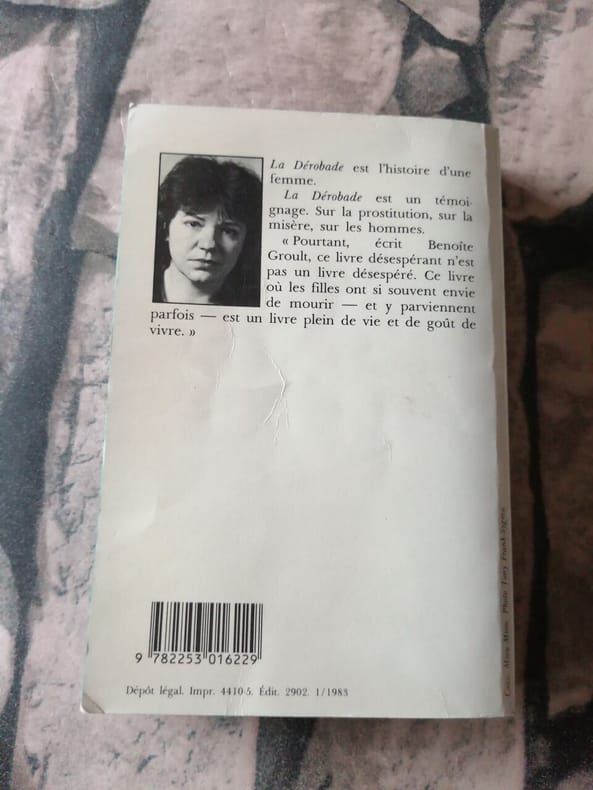 La Dérobade est l'histoire d'une
femme.
La Dérobade est un témoi-
gnage. Sur la prostitution, sur la
misère, sur les hommes.
« Pourtant, écrit Benoîte
Groult, ce livre désespérant n'est
pas un livre désespéré. Ce livre
où les filles ont si souvent envie
de mourir — et y parviennent
parfois — est un livre plein de vie et de goût de
vivre. »
9 782253 016229
Dépôt légal. Impr. 4410-5. Édit. 2902. 1/1983
Photo